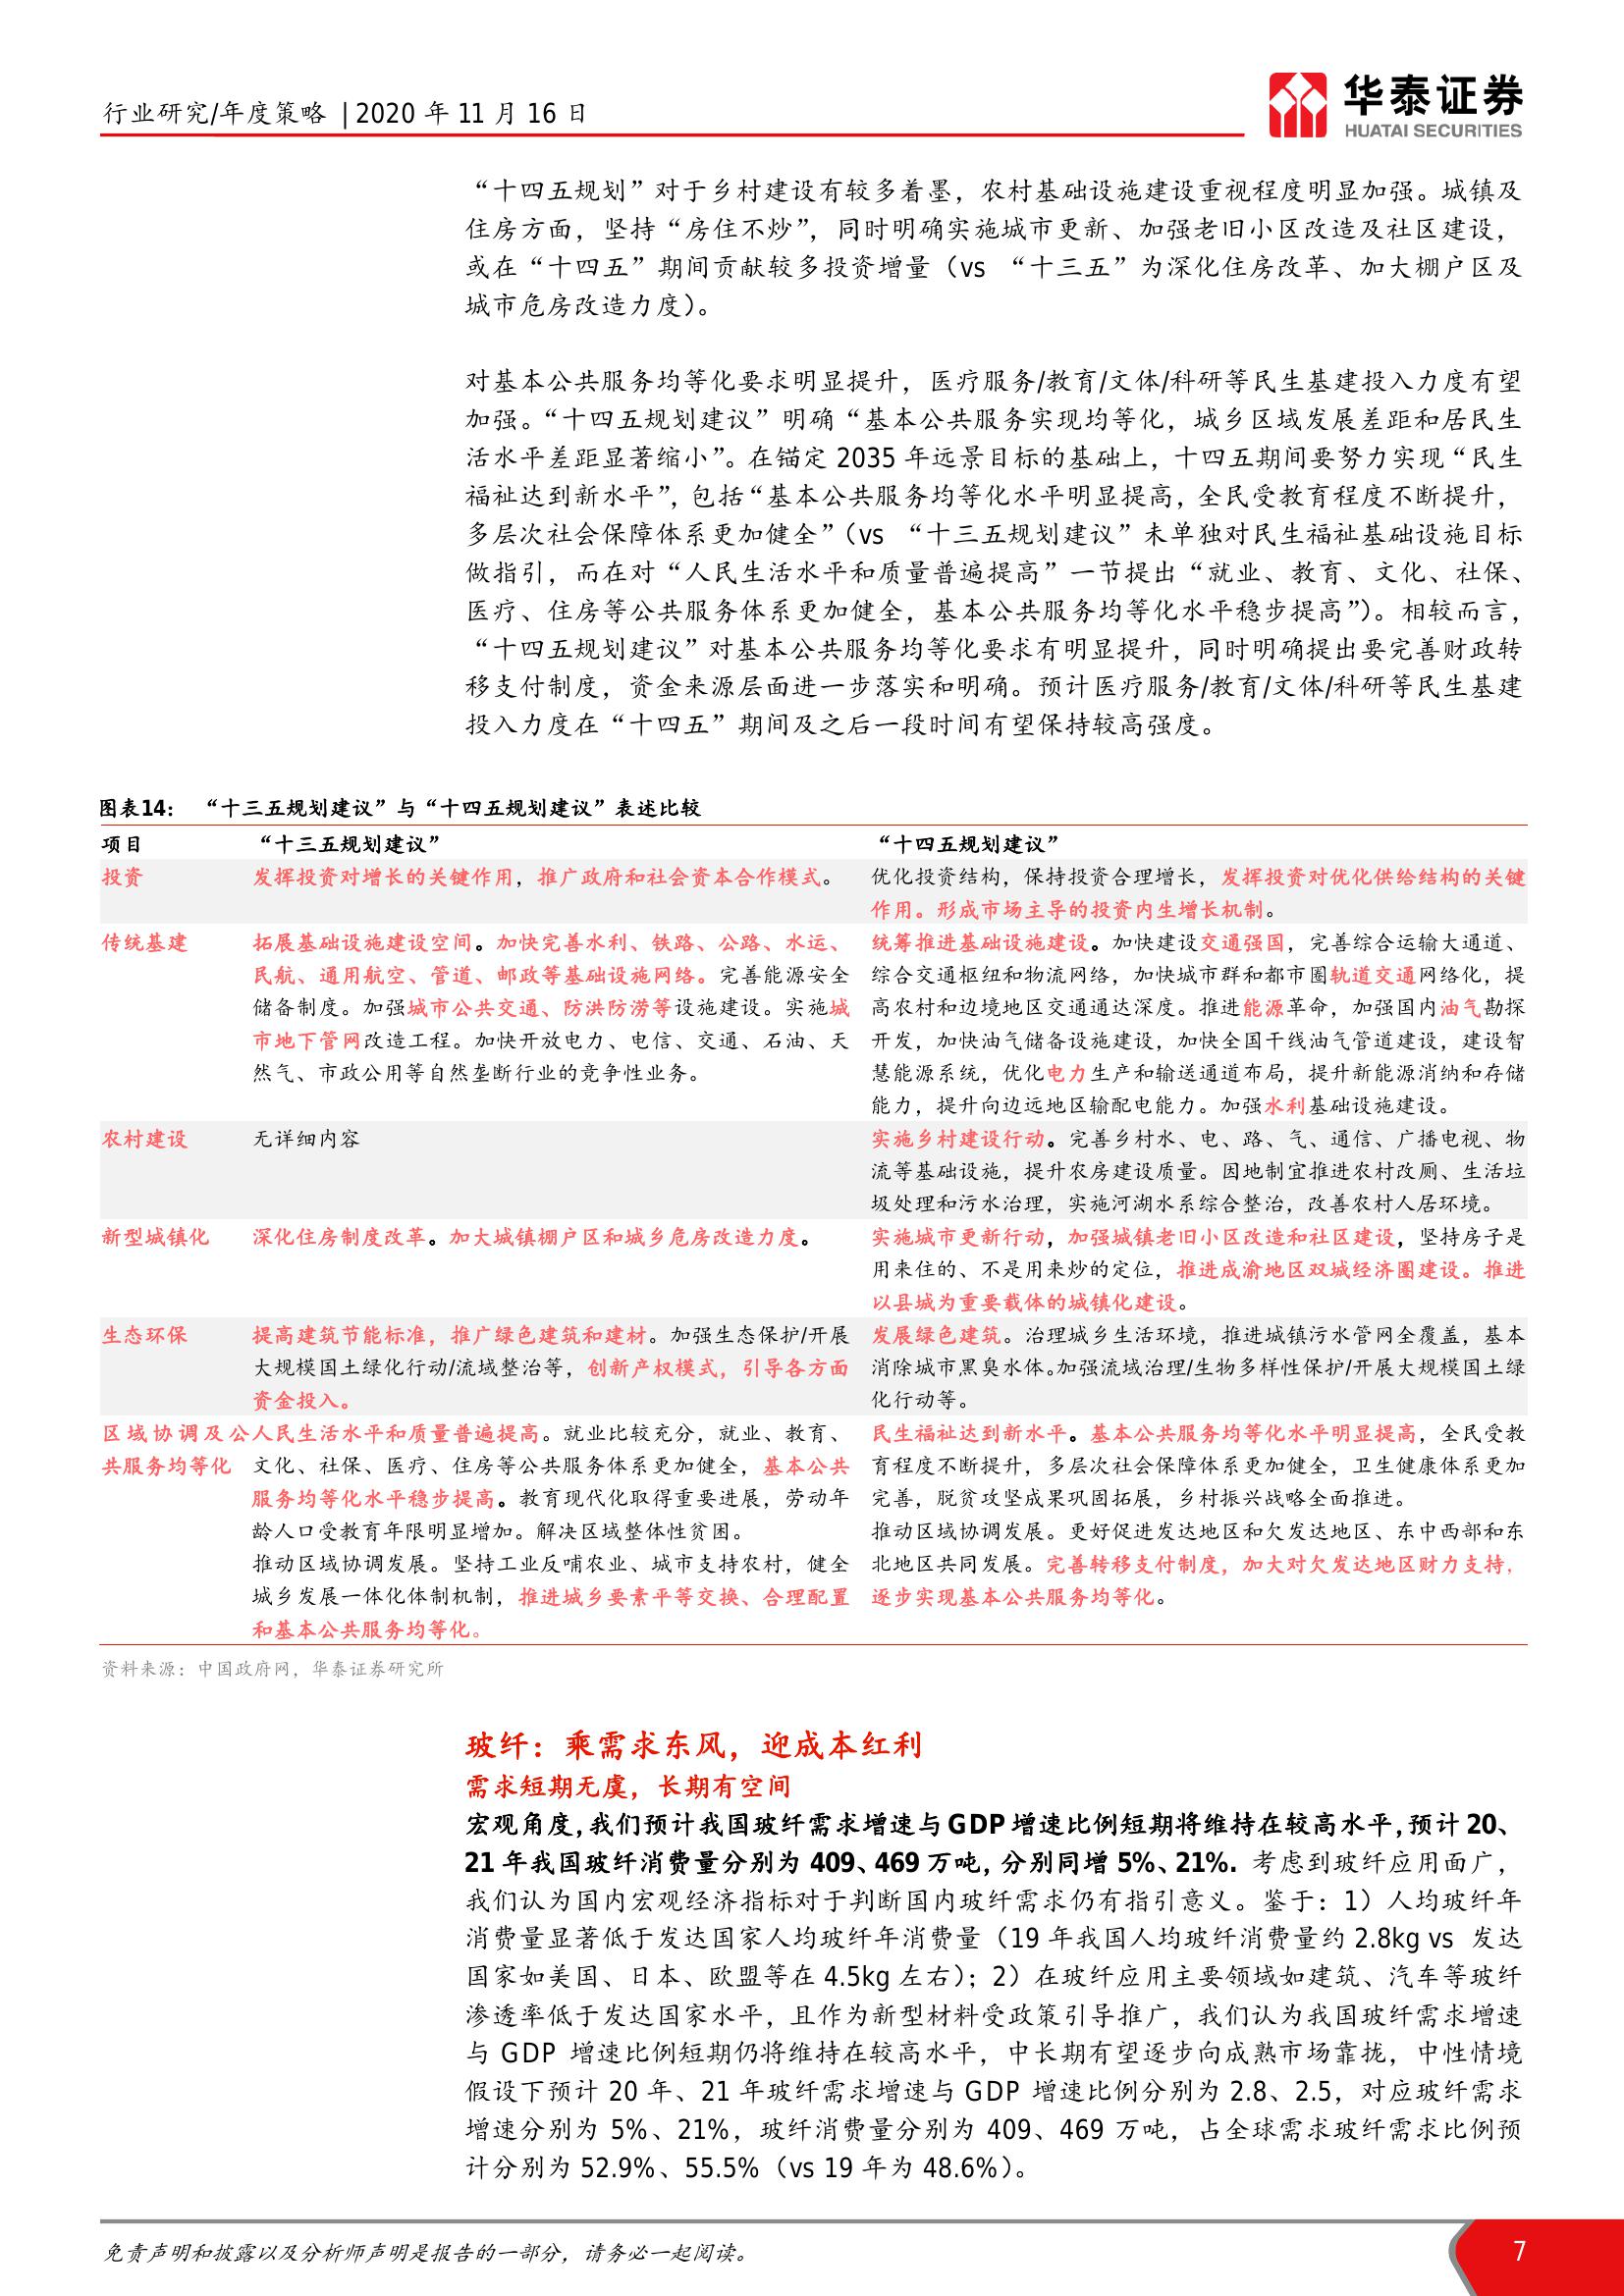 行业研究/年度策略 | 2020 年 11 月 16 日
华泰证券
HUATAI SECURITIES
“十四五规划”对于乡村建设有较多着墨，农村基础设施建设重视程度明显加强。城镇及
住房方面，坚持“房住不炒”，同时明确实施城市更新、加强老旧小区改造及社区建设，
或在“十四五”期间贡献较多投资增量（vs “十三五”为深化住房改革、加大棚户区及
城市危房改造力度）。
对基本公共服务均等化要求明显提升，医疗服务/教育/文体/科研等民生基建投入力度有望
加强。“十四五规划建议”明确“基本公共服务实现均等化，城乡区域发展差距和居民生
活水平差距显著缩小”。在锚定 2035 年远景目标的基础上，十四五期间要努力实现“民生
福祉达到新水平”，包括“基本公共服务均等化水平明显提高，全民受教育程度不断提升，
多层次社会保障体系更加健全”（vs “十三五规划建议”未单独对民生福祉基础设施目标
做指引，而在对“人民生活水平和质量普遍提高”一节提出“就业、教育、文化、社保、
医疗、住房等公共服务体系更加健全，基本公共服务均等化水平稳步提高”）。相较而言，
“十四五规划建议”对基本公共服务均等化要求有明显提升，同时明确提出要完善财政转
移支付制度，资金来源层面进一步落实和明确。预计医疗服务/教育/文体/科研等民生基建
投入力度在“十四五”期间及之后一段时间有望保持较高强度。
图表14： “十三五规划建议”与“十四五规划建议”表述比较
项目 “十三五规划建议” “十四五规划建议”
投资 发挥投资对增长的关键作用，推广政府和社会资本合作模式。 优化投资结构，保持投资合理增长，发挥投资对优化供给结构的关键
作用。形成市场主导的投资内生增长机制。
传统基建 拓展基础设施建设空间。加快完善水利、铁路、公路、水运、 统筹推进基础设施建设。加快建设交通强国，完善综合运输大通道、
民航、通用航空、管道、邮政等基础设施网络。完善能源安全 综合交通枢纽和物流网络，加快城市群和都市圈轨道交通网络化，提
储备制度。加强城市公共交通、防洪防涝等设施建设。实施城 高农村和边境地区交通通达深度。推进能源革命，加强国内油气勘探
市地下管网改造工程。加快开放电力、电信、交通、石油、天 开发，加快油气储备设施建设，加快全国干线油气管道建设，建设智
然气、市政公用等自然垄断行业的竞争性业务。 慧能源系统，优化电力生产和输送通道布局，提升新能源消纳和存储
能力，提升向边远地区输配电能力。加强水利基础设施建设。
农村建设 无详细内容 实施乡村建设行动。完善乡村水、电、路、气、通信、广播电视、物
流等基础设施，提升农房建设质量。因地制宜推进农村改厕、生活垃
圾处理和污水治理，实施河湖水系综合整治，改善农村人居环境。
新型城镇化 深化住房制度改革。加大城镇棚户区和城乡危房改造力度。 实施城市更新行动，加强城镇老旧小区改造和社区建设，坚持房子是
用来住的、不是用来炒的定位，推进成渝地区双城经济圈建设。推进
以县城为重要载体的城镇化建设。
生态环保 提高建筑节能标准，推广绿色建筑和建材。加强生态保护/开展 发展绿色建筑。治理城乡生活环境，推进城镇污水管网全覆盖，基本
大规模国土绿化行动/流域整治等，创新产权模式，引导各方面 消除城市黑臭水体。加强流域治理/生物多样性保护/开展大规模国土绿
资金投入。 化行动等。
区域协调及公 人民生活水平和质量普遍提高。就业比较充分，就业、教育、 民生福祉达到新水平。基本公共服务均等化水平明显提高，全民受教
共服务均等化 文化、社保、医疗、住房等公共服务体系更加健全，基本公共 育程度不断提升，多层次社会保障体系更加健全，卫生健康体系更加
服务均等化水平稳步提高。教育现代化取得重要进展，劳动年 完善，脱贫攻坚成果巩固拓展，乡村振兴战略全面推进。
龄人口受教育年限明显增加。解决区域整体性贫困。 推动区域协调发展。更好促进发达地区和欠发达地区、东中西部和东
推动区域协调发展。坚持工业反哺农业、城市支持农村，健全 北地区共同发展。完善转移支付制度，加大对欠发达地区财力支持，
城乡发展一体化体制机制，推进城乡要素平等交换、合理配置 逐步实现基本公共服务均等化。
和基本公共服务均等化。
资料来源：中国政府网，华泰证券研究所
玻纤：乘需求东风，迎成本红利
需求短期无虞，长期有空间
宏观角度，我们预计我国玻纤需求增速与 GDP 增速比例短期将维持在较高水平，预计 20、
21 年我国玻纤消费量分别为 409、469 万吨，分别同增 5%、21%. 考虑到玻纤应用面广，
我们认为国内宏观经济指标对于判断国内玻纤需求仍有指引意义。鉴于：1）人均玻纤年
消费量显著低于发达国家人均玻纤年消费量（19 年我国人均玻纤消费量约 2.8kg vs 发达
国家如美国、日本、欧盟等在 4.5kg 左右）；2）在玻纤应用主要领域如建筑、汽车等玻纤
渗透率低于发达国家水平，且作为新型材料受政策引导推广，我们认为我国玻纤需求增速
与 GDP 增速比例短期仍将维持在较高水平，中长期有望逐步向成熟市场靠拢，中性情境
假设下预计 20 年、21 年玻纤需求增速与 GDP 增速比例分别为 2.8、2.5，对应玻纤需求
增速分别为 5%、21%，玻纤消费量分别为 409、469 万吨，占全球需求玻纤需求比例预
计分别为 52.9%、55.5%（vs 19 年为 48.6%）。
免责声明和披露以及分析师声明是报告的一部分，请务必一起阅读。
7